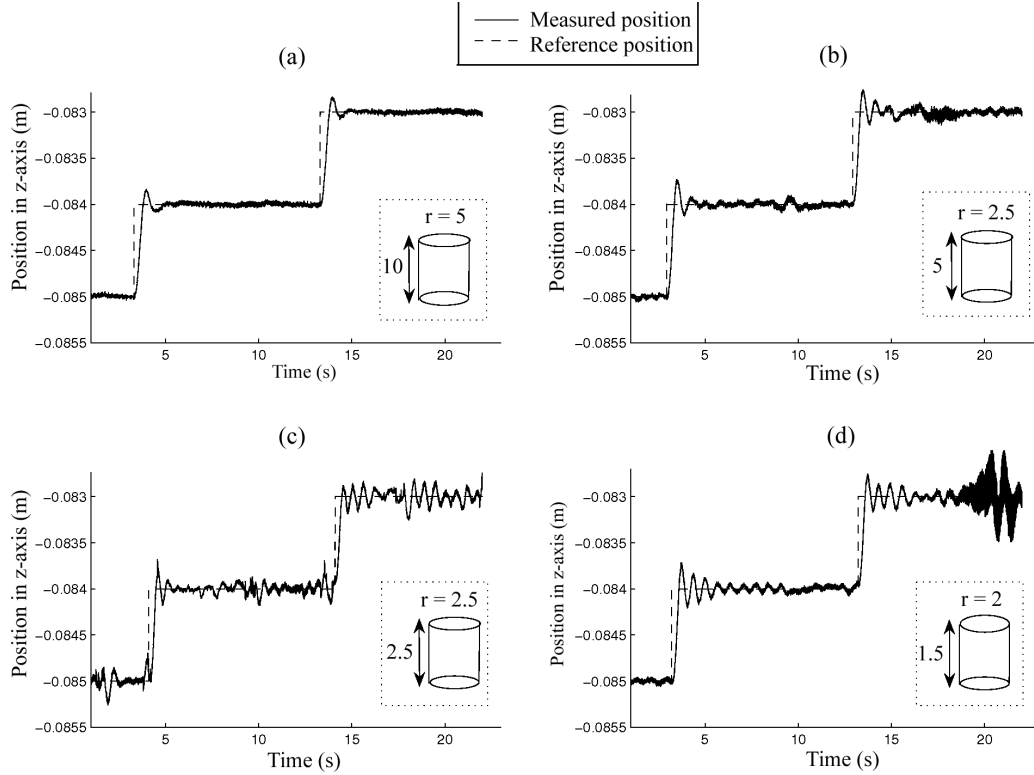 Measured position
Reference position
(a)
Position in z-axis (m)
−0.083
−0.0835
−0.084
−0.0845
−0.085
−0.0855
5
10
15
20
Time (s)
r = 5
10
(b)
Position in z-axis (m)
−0.083
−0.0835
−0.084
−0.0845
−0.085
−0.0855
5
10
15
20
Time (s)
r = 2.5
5
(c)
Position in z-axis (m)
−0.083
−0.0835
−0.084
−0.0845
−0.085
−0.0855
5
10
15
20
Time (s)
r = 2.5
2.5
(d)
Position in z-axis (m)
−0.083
−0.0835
−0.084
−0.0845
−0.085
−0.0855
5
10
15
20
Time (s)
r = 2
1.5